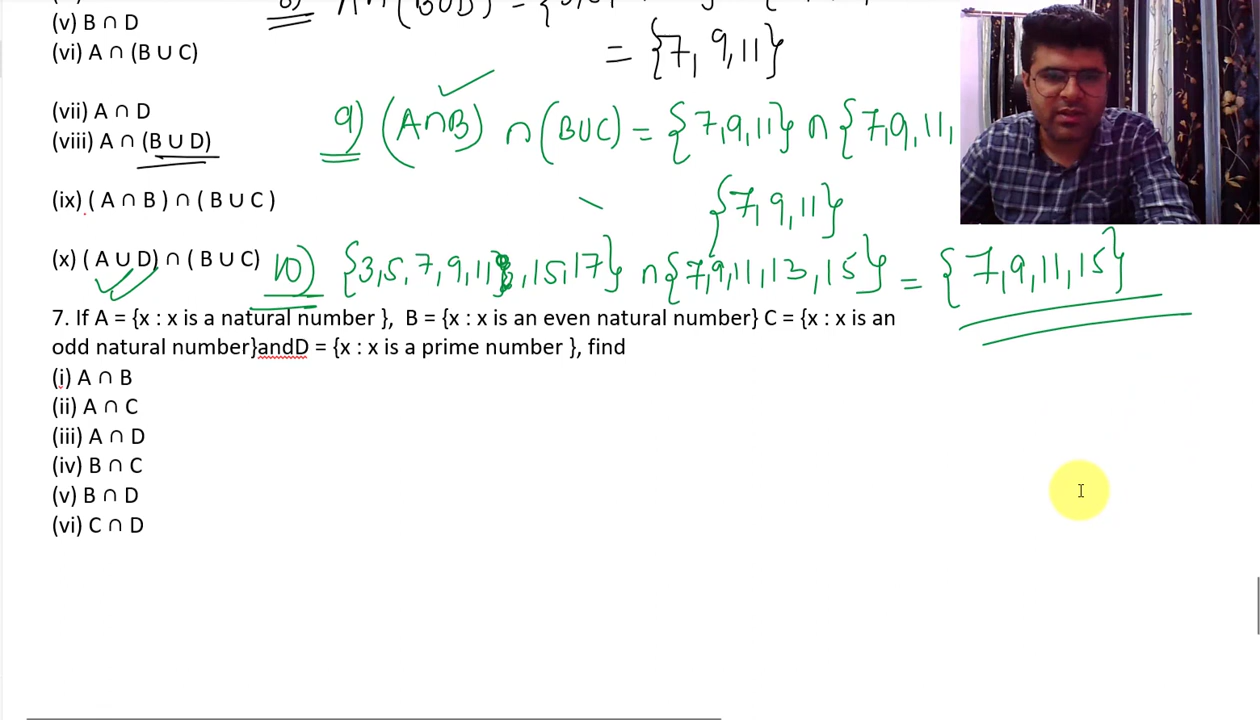 (v) B ∩ D
= {7, 9, 11}
(vi) A ∩ (B ∪ C)
(vii) A ∩ D
9) (A∩B) ∩ (B∪C) = {7,9,11} ∩ {7,9,11,
(viii) A ∩ (B ∪ D)
(ix) ( A ∩ B ) ∩ ( B ∪ C )
{7,9,11}
(x) ( A ∪ D) ∩ ( B ∪ C)
10) {3,5,7,9,11, 15,17} ∩ {7,9,11,13,15} = {7,9,11,15}
7. If A = {x : x is a natural number }, B = {x : x is an even natural number} C = {x : x is an
odd natural number}andD = {x : x is a prime number }, find
(i) A ∩ B
(ii) A ∩ C
(iii) A ∩ D
(iv) B ∩ C
(v) B ∩ D
(vi) C ∩ D